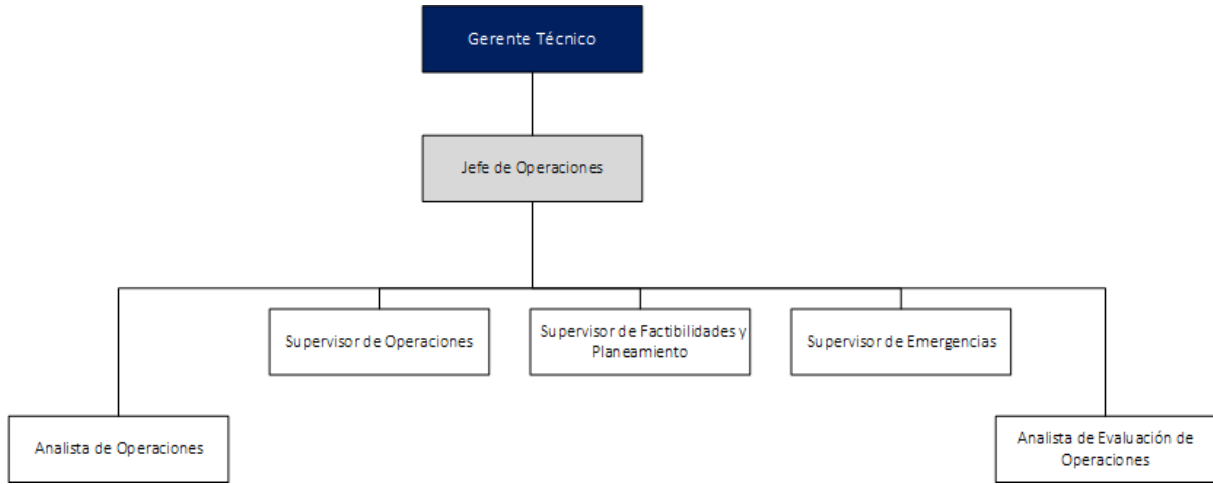 Gerente Técnico
Jefe de Operaciones
Supervisor de Operaciones
Supervisor de Factibilidades y
Planeamiento
Supervisor de Emergencias
Analista de Operaciones
Analista de Evaluación de
Operaciones